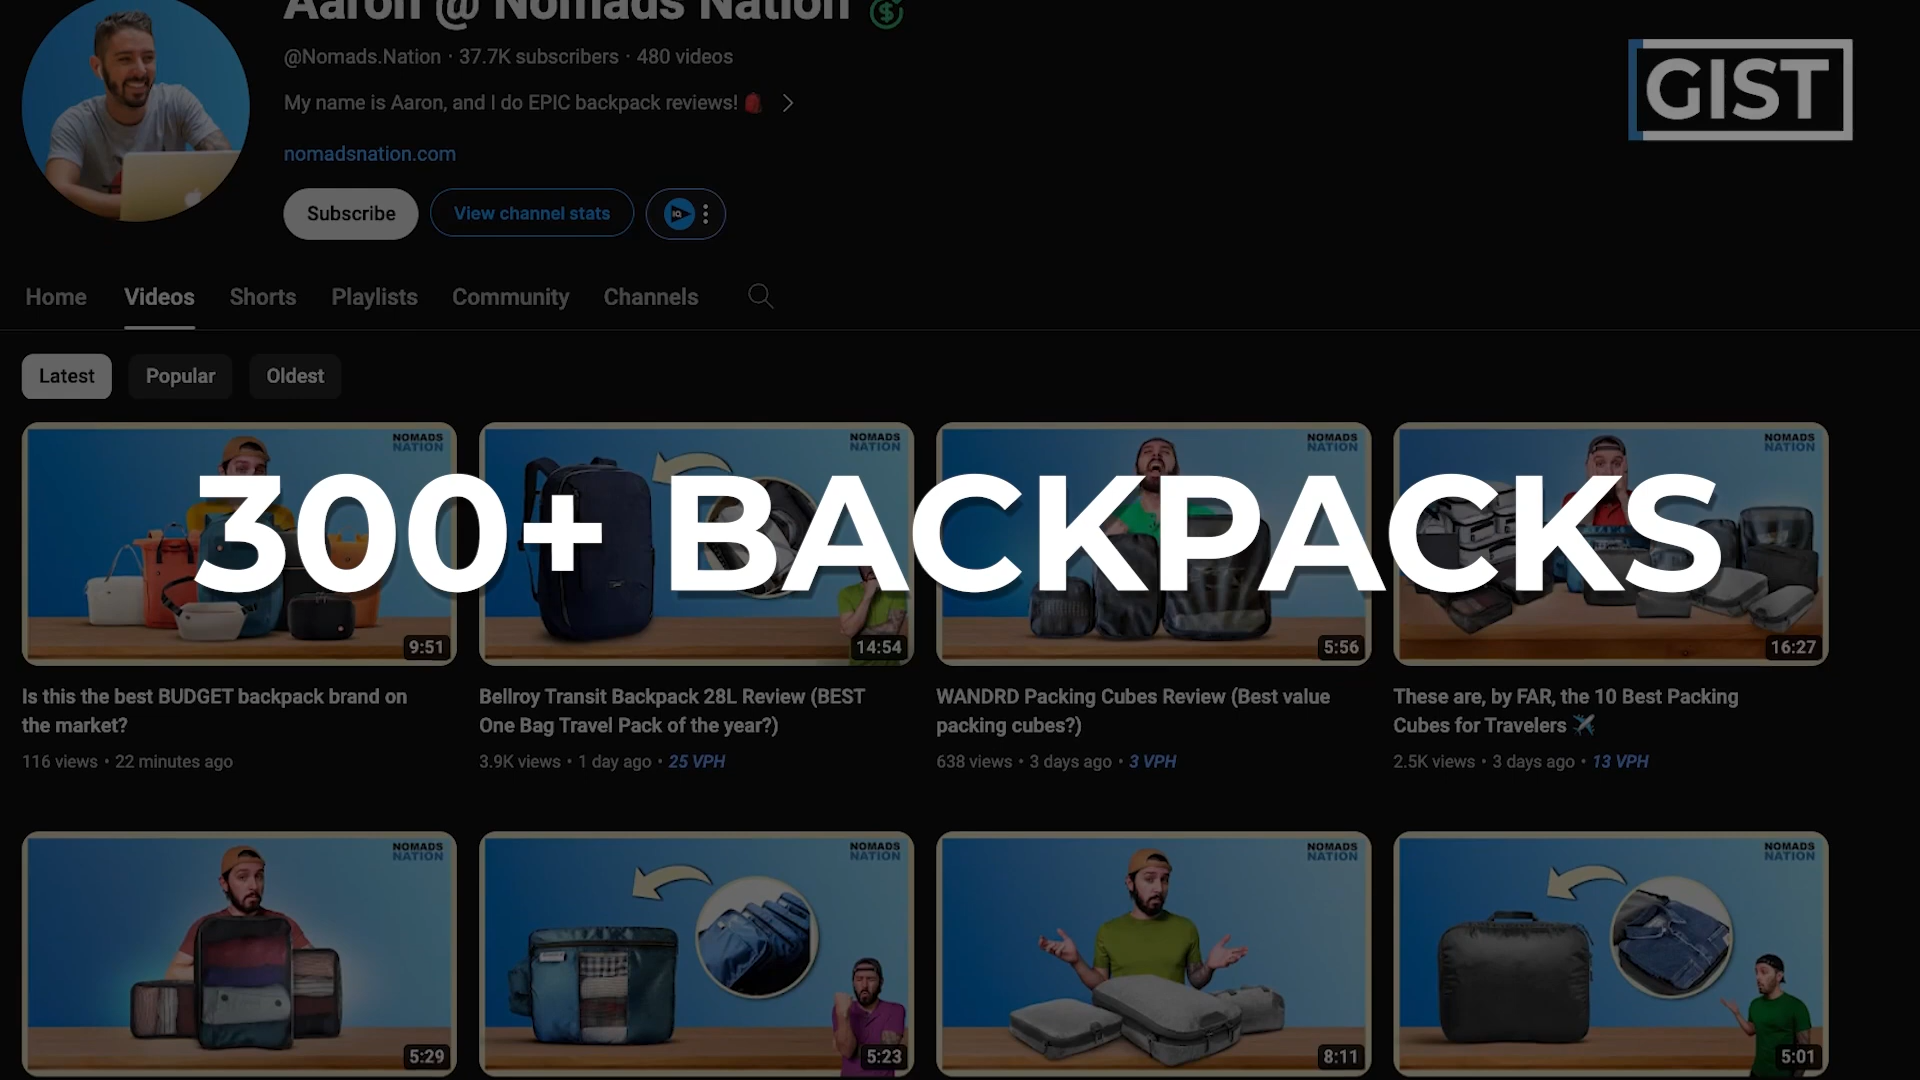 Aaron @ Nomads Nation
@Nomads.Nation · 37.7K subscribers · 480 videos
My name is Aaron, and I do EPIC backpack reviews! 🎒
nomadsnation.com
Subscribe
View channel stats
IQ
GIST
Home
Videos
Shorts
Playlists
Community
Channels
Latest
Popular
Oldest
NOMADS
NATION
NOMADS
NATION
NOMADS
NATION
NOMADS
NATION
300+ BACKPACKS
9:51
14:54
5:56
16:27
Is this the best BUDGET backpack brand on
the market?
116 views • 22 minutes ago
Bellroy Transit Backpack 28L Review (BEST
One Bag Travel Pack of the year?)
3.9K views • 1 day ago • 25 VPH
WANDRD Packing Cubes Review (Best value
packing cubes?)
638 views • 3 days ago • 3 VPH
These are, by FAR, the 10 Best Packing
Cubes for Travelers ✈️
2.5K views • 3 days ago • 13 VPH
NOMADS
NATION
NOMADS
NATION
NOMADS
NATION
NOMADS
NATION
5:29
5:23
8:11
5:01